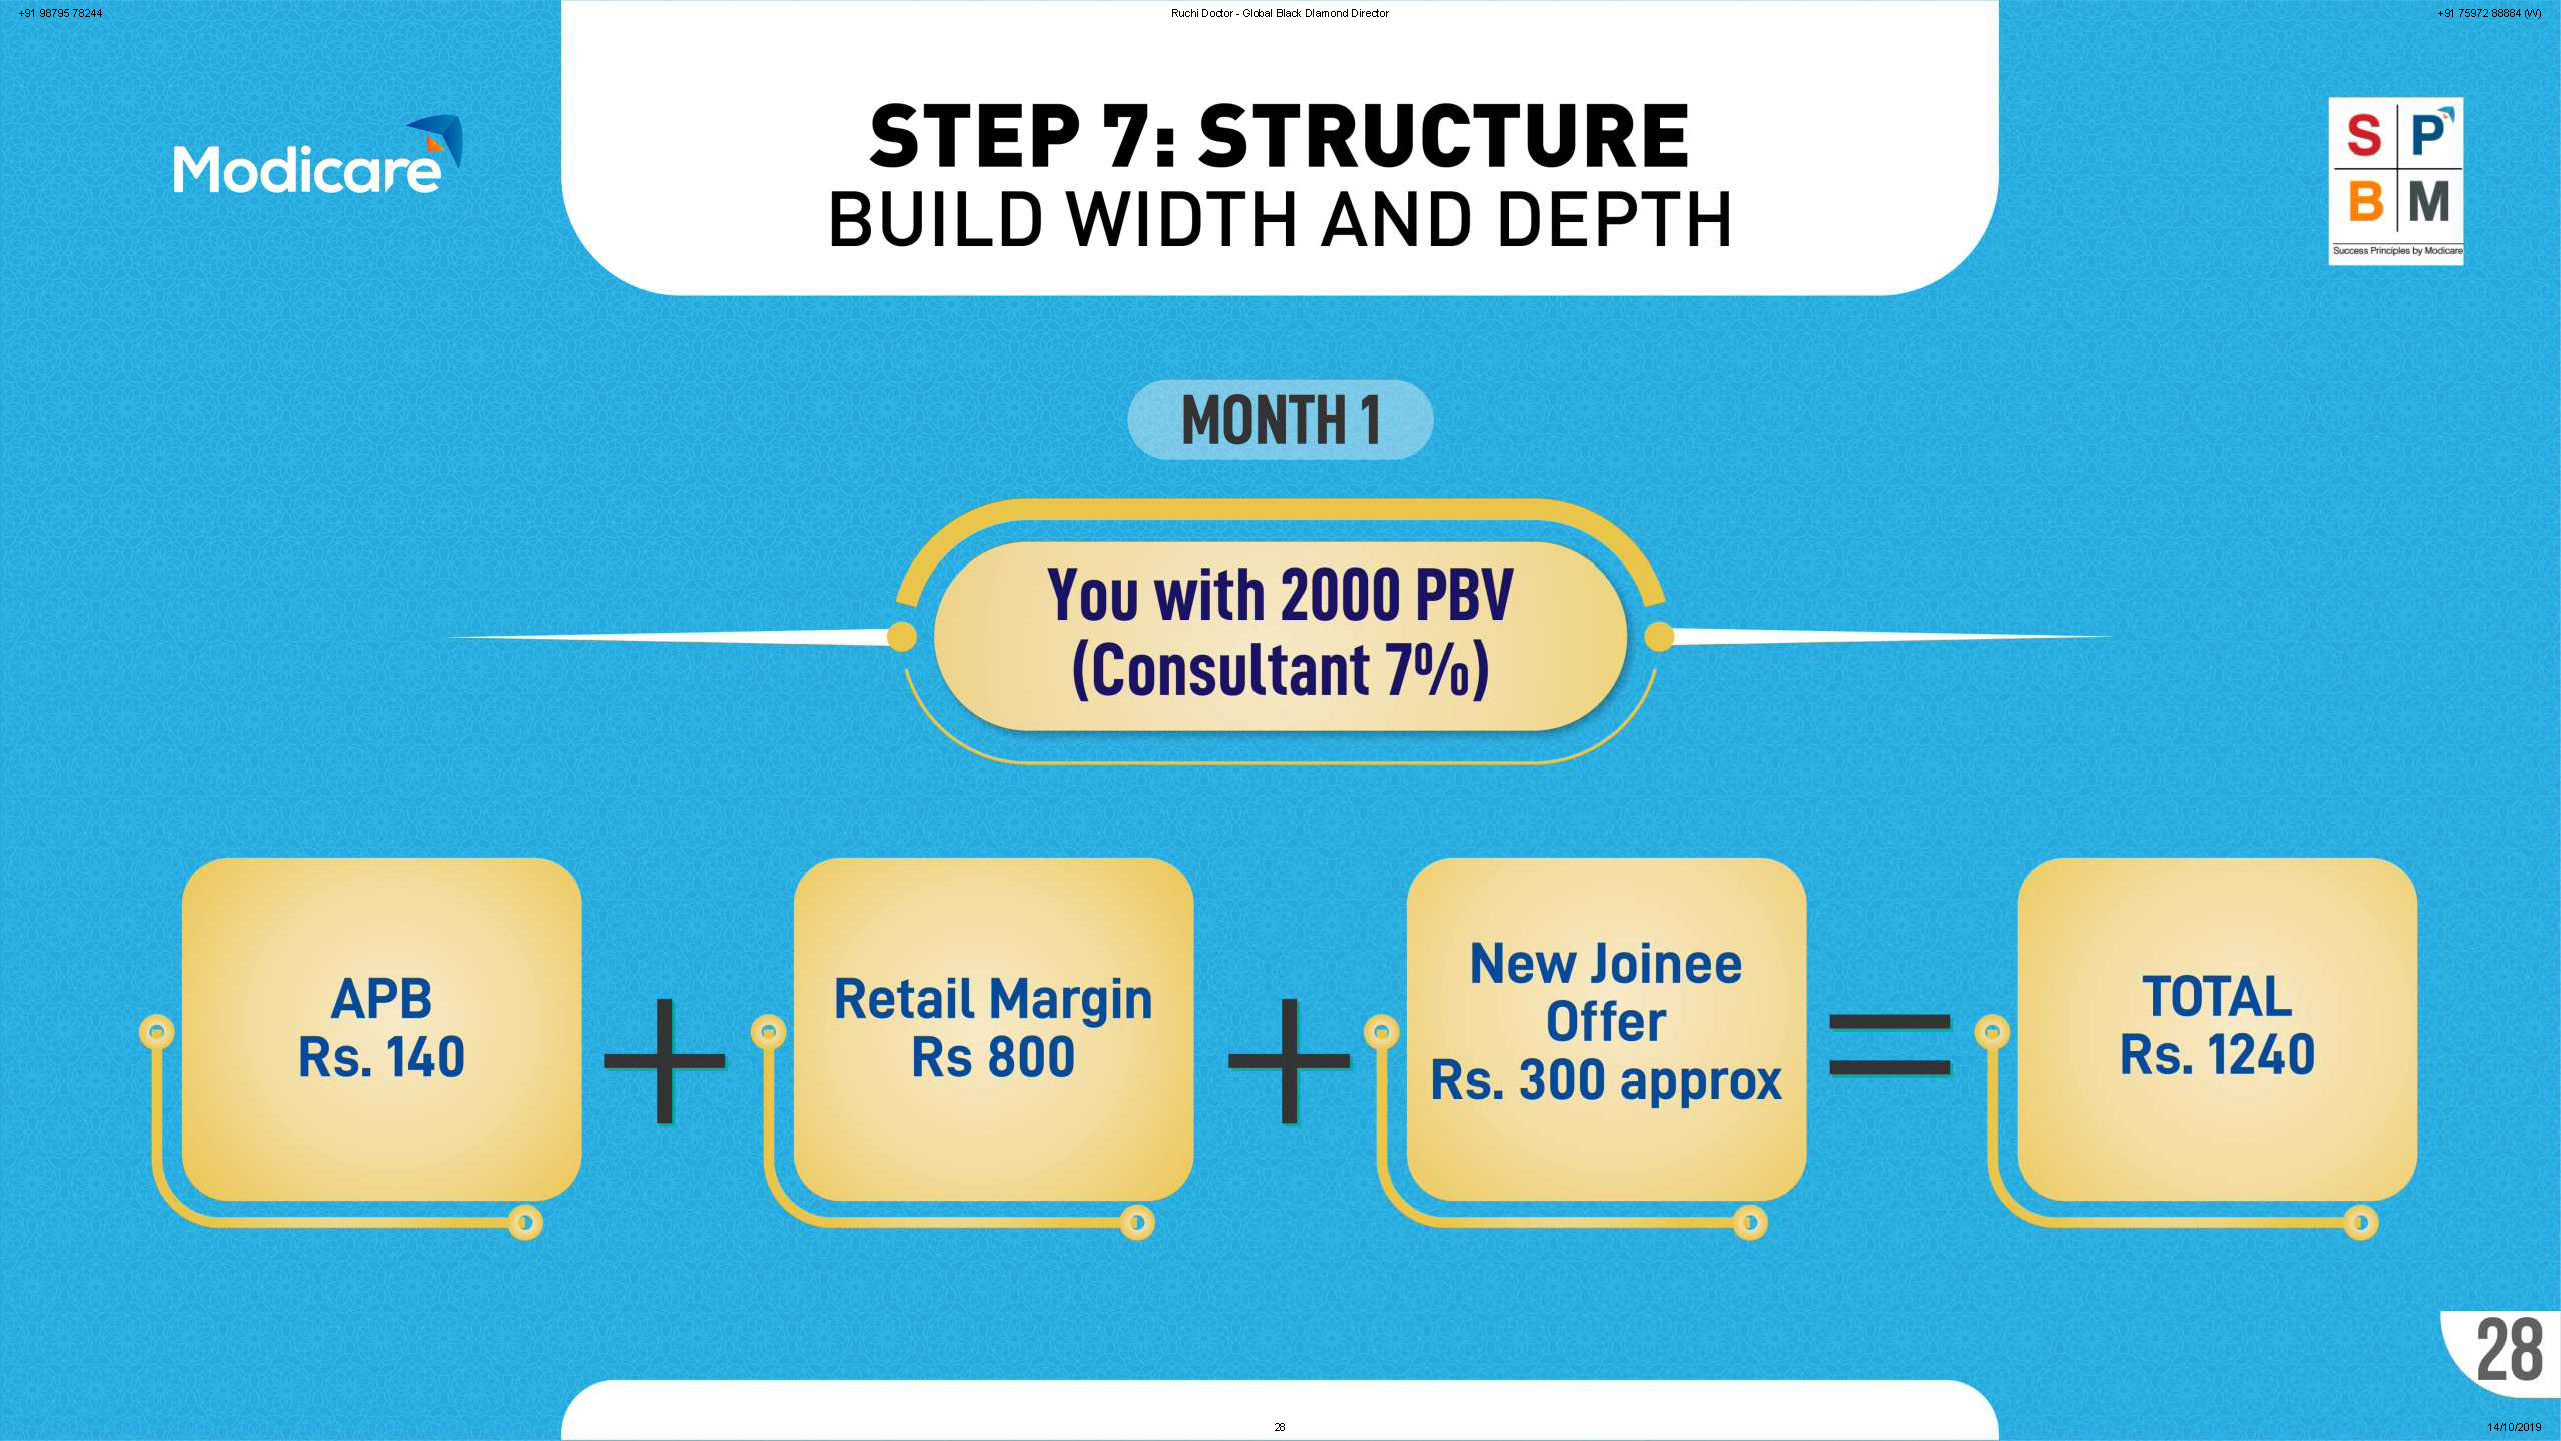 +91 98795 78244
Ruchi Doctor - Global Black Diamond Director
+91 75972 88884 (W)
Modicare
STEP 7: STRUCTURE
BUILD WIDTH AND DEPTH
S P
B M
Success Principles by Modicare
MONTH 1
You with 2000 PBV
(Consultant 7%)
APB
Rs. 140
+
Retail Margin
Rs 800
+
New Joinee
Offer
Rs. 300 approx
=
TOTAL
Rs. 1240
28
28
14/10/2019